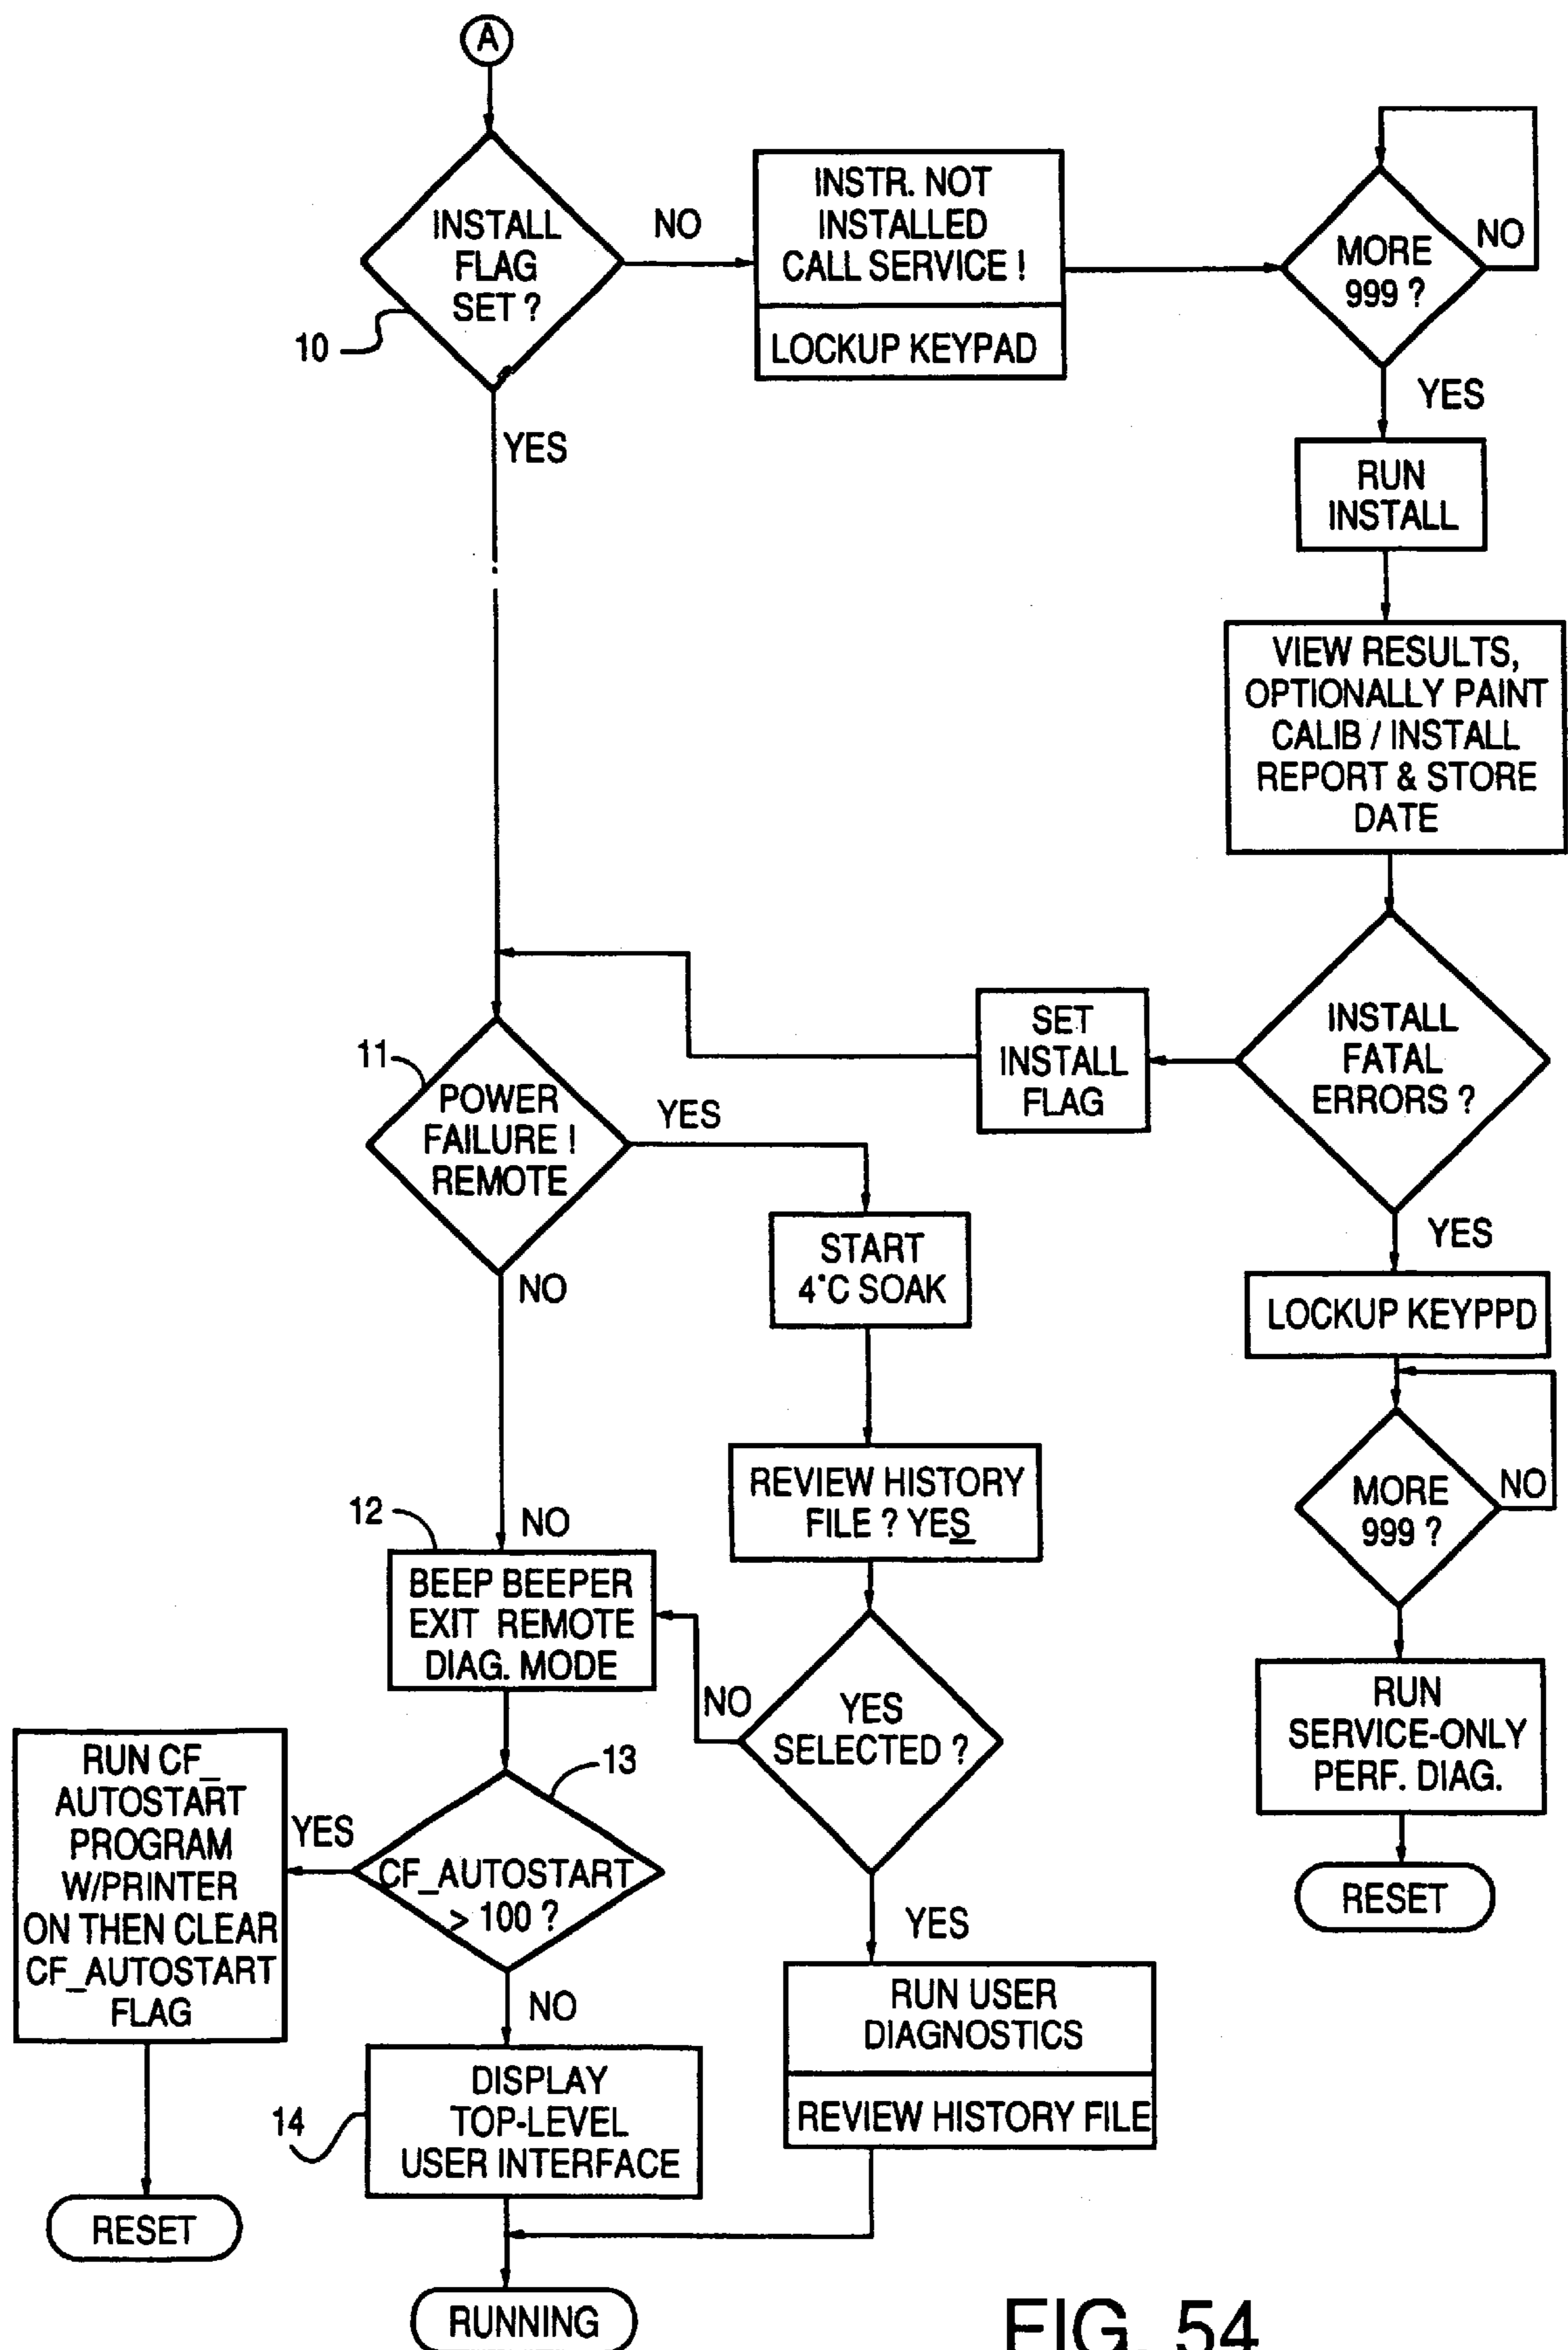 A
INSTALL
FLAG
SET ?
10
NO
YES
INSTR. NOT
INSTALLED
CALL SERVICE !
LOCKUP KEYPAD
MORE
999 ?
NO
YES
RUN
INSTALL
VIEW RESULTS,
OPTIONALLY PAINT
CALIB / INSTALL
REPORT & STORE
DATE
INSTALL
FATAL
ERRORS ?
SET
INSTALL
FLAG
YES
LOCKUP KEYPPD
MORE
999 ?
NO
RUN
SERVICE-ONLY
PERF. DIAG.
RESET
11
POWER
FAILURE !
REMOTE
YES
NO
START
4°C SOAK
REVIEW HISTORY
FILE ? YES
YES
SELECTED ?
NO
YES
RUN USER
DIAGNOSTICS
REVIEW HISTORY FILE
12
NO
BEEP BEEPER
EXIT REMOTE
DIAG. MODE
13
CF_AUTOSTART
> 100 ?
YES
NO
RUN CF_
AUTOSTART
PROGRAM
W/PRINTER
ON THEN CLEAR
CF_AUTOSTART
FLAG
RESET
14
DISPLAY
TOP-LEVEL
USER INTERFACE
RUNNING
FIG. 54